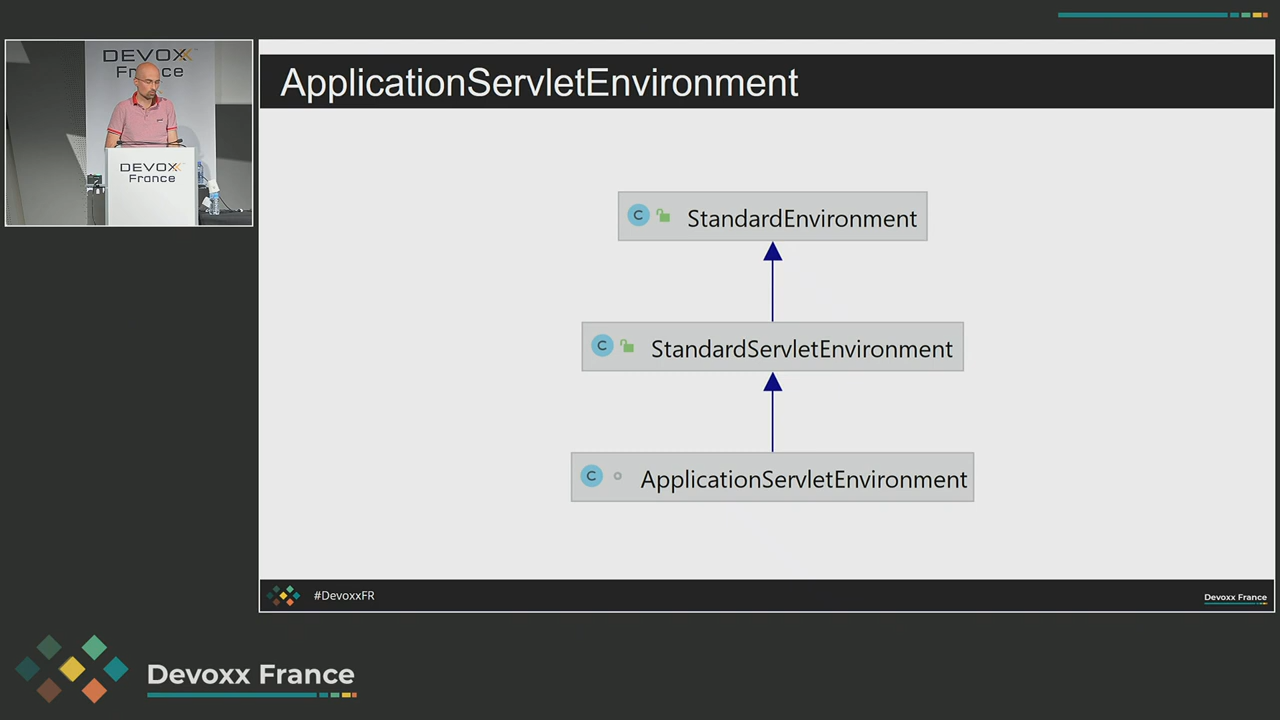 DEVOXX
France
DEVOXX
France
ApplicationServletEnvironment
C StandardEnvironment
C StandardServletEnvironment
C ApplicationServletEnvironment
#DevoxxFR
Devoxx France
Devoxx France